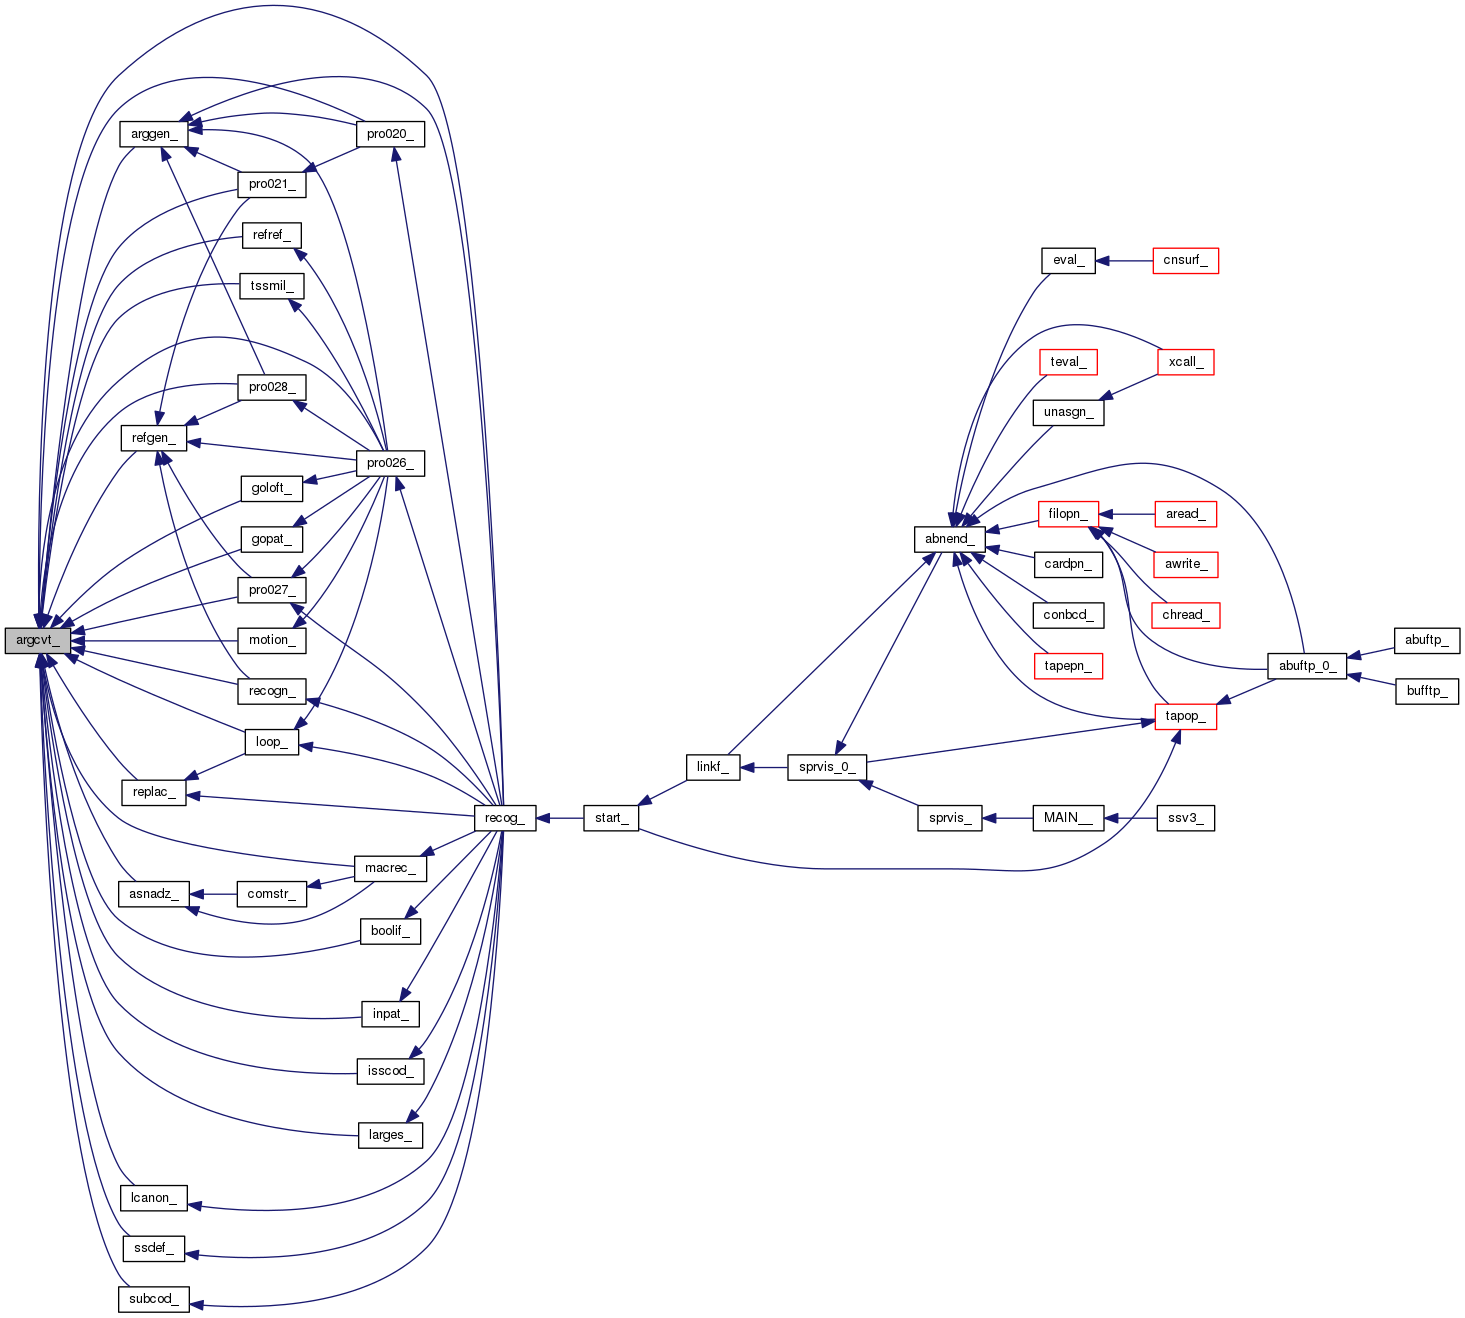 arggen_
pro020_
pro021_
refref_
eval_
cnsurf_
tssmil_
teval_
xcall_
pro028_
unasgn_
refgen_
pro026_
goloft_
filopn_
aread_
gopat_
abnend_
cardpn_
awrite_
pro027_
conbcd_
chread_
argcvt_
motion_
abuftp_
tapepn_
abuftp_0_
recogn_
bufftp_
tapop_
loop_
linkf_
sprvis_0_
replac_
recog_
start_
sprvis_
MAIN__
ssv3_
macrec_
asnadz_
comstr_
boolif_
inpat_
isscod_
larges_
lcanon_
ssdef_
subcod_